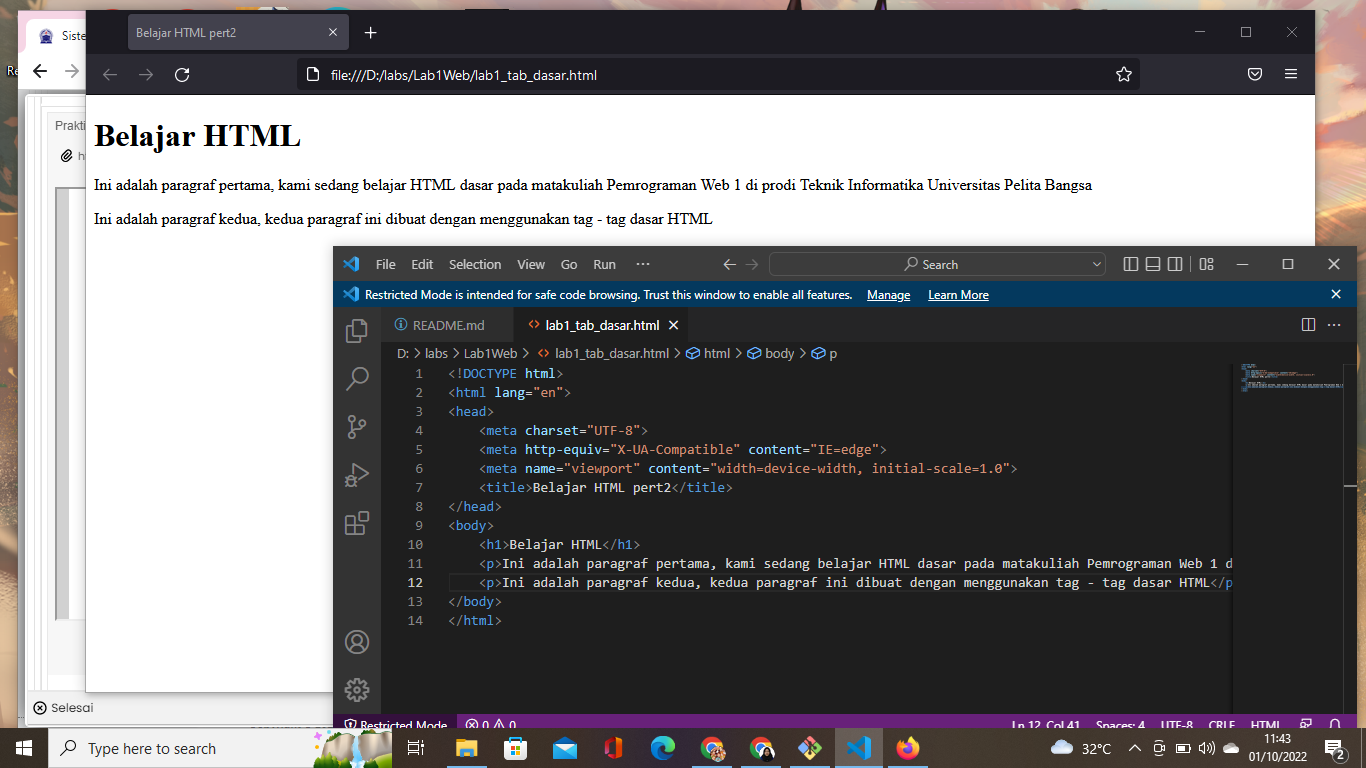 Siste
Belajar HTML pert2
Re
file:///D:/labs/Lab1Web/lab1_tab_dasar.html
Prakti
h
Belajar HTML
Ini adalah paragraf pertama, kami sedang belajar HTML dasar pada matakuliah Pemrograman Web 1 di prodi Teknik Informatika Universitas Pelita Bangsa
Ini adalah paragraf kedua, kedua paragraf ini dibuat dengan menggunakan tag - tag dasar HTML
File Edit Selection View Go Run ··· Search
Restricted Mode is intended for safe code browsing. Trust this window to enable all features. Manage Learn More
README.md lab1_tab_dasar.html
D: > labs > Lab1Web > lab1_tab_dasar.html > html > body > p
1 <!DOCTYPE html>
2 <html lang="en">
3 <head>
4 <meta charset="UTF-8">
5 <meta http-equiv="X-UA-Compatible" content="IE=edge">
6 <meta name="viewport" content="width=device-width, initial-scale=1.0">
7 <title>Belajar HTML pert2</title>
8 </head>
9 <body>
10 <h1>Belajar HTML</h1>
11 <p>Ini adalah paragraf pertama, kami sedang belajar HTML dasar pada matakuliah Pemrograman Web 1 d
12 <p>Ini adalah paragraf kedua, kedua paragraf ini dibuat dengan menggunakan tag - tag dasar HTML</p
13 </body>
14 </html>
Selesai
Restricted Mode 0 0 Ln 12, Col 41 Spaces: 4 UTF-8 CRLF HTML
Type here to search 32°C 11:43
01/10/2022 2